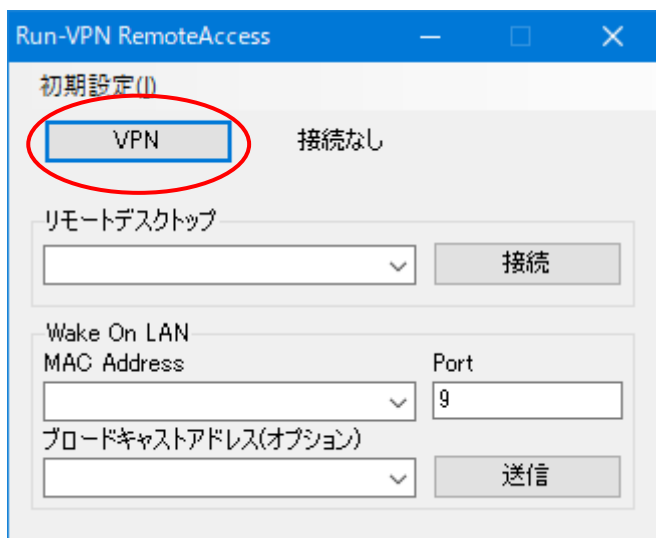 Run-VPN RemoteAccess
初期設定(I)
VPN 接続なし
リモートデスクトップ
接続
Wake On LAN
MAC Address Port
9
ブロードキャストアドレス(オプション)
送信